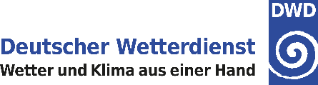 DWD
Deutscher Wetterdienst
Wetter und Klima aus einer Hand